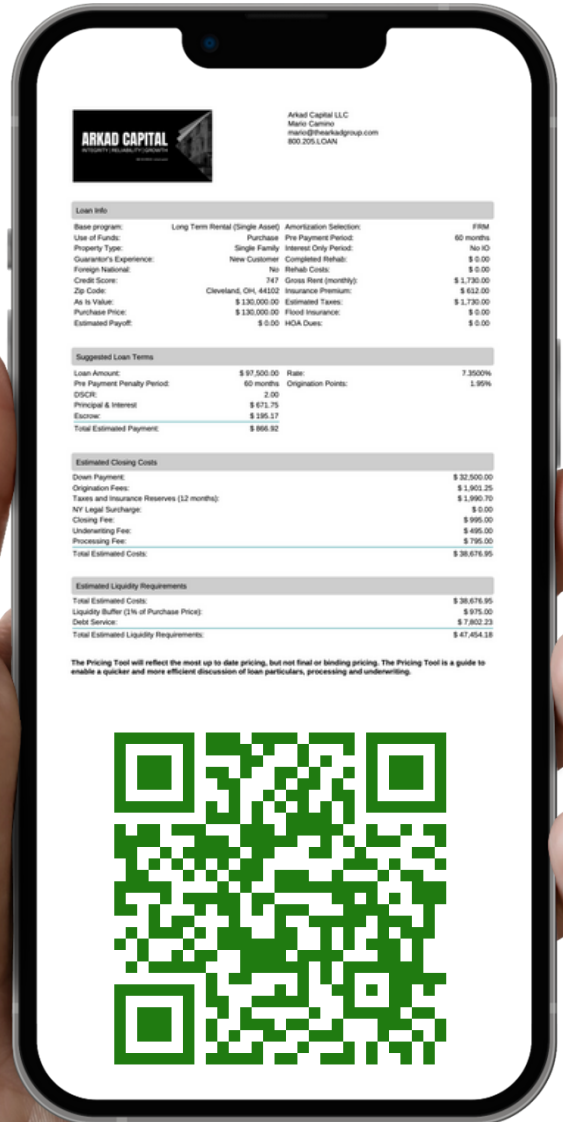 ARKAD CAPITAL
INTEGRITY | RELIABILITY | GROWTH
Arkad Capital LLC
Mario Camino
mario@thearkadgroup.com
800.205.LOAN
Loan Info
Base program: Long Term Rental (Single Asset) Amortization Selection: FRM
Use of Funds: Purchase Pre Payment Period: 60 months
Property Type: Single Family Interest Only Period: No IO
Guarantor's Experience: New Customer Completed Rehab: $ 0.00
Foreign National: No Rehab Costs: $ 0.00
Credit Score: 747 Gross Rent (monthly): $ 1,730.00
Zip Code: Cleveland, OH, 44102 Insurance Premium: $ 612.00
As Is Value: $ 130,000.00 Estimated Taxes: $ 1,730.00
Purchase Price: $ 130,000.00 Flood Insurance: $ 0.00
Estimated Payoff: $ 0.00 HOA Dues: $ 0.00
Suggested Loan Terms
Loan Amount: $ 97,500.00 Rate: 7.3500%
Pre Payment Penalty Period: 60 months Origination Points: 1.95%
DSCR: 2.00
Principal & Interest $ 671.75
Escrow: $ 195.17
Total Estimated Payment: $ 866.92
Estimated Closing Costs
Down Payment: $ 32,500.00
Origination Fees: $ 1,901.25
Taxes and Insurance Reserves (12 months): $ 1,990.70
NY Legal Surcharge: $ 0.00
Closing Fee: $ 995.00
Underwriting Fee: $ 495.00
Processing Fee: $ 795.00
Total Estimated Costs: $ 38,676.95
Estimated Liquidity Requirements
Total Estimated Costs: $ 38,676.95
Liquidity Buffer (1% of Purchase Price): $ 975.00
Debt Service: $ 7,802.23
Total Estimated Liquidity Requirements: $ 47,454.18
The Pricing Tool will reflect the most up to date pricing, but not final or binding pricing. The Pricing Tool is a guide to
enable a quicker and more efficient discussion of loan particulars, processing and underwriting.